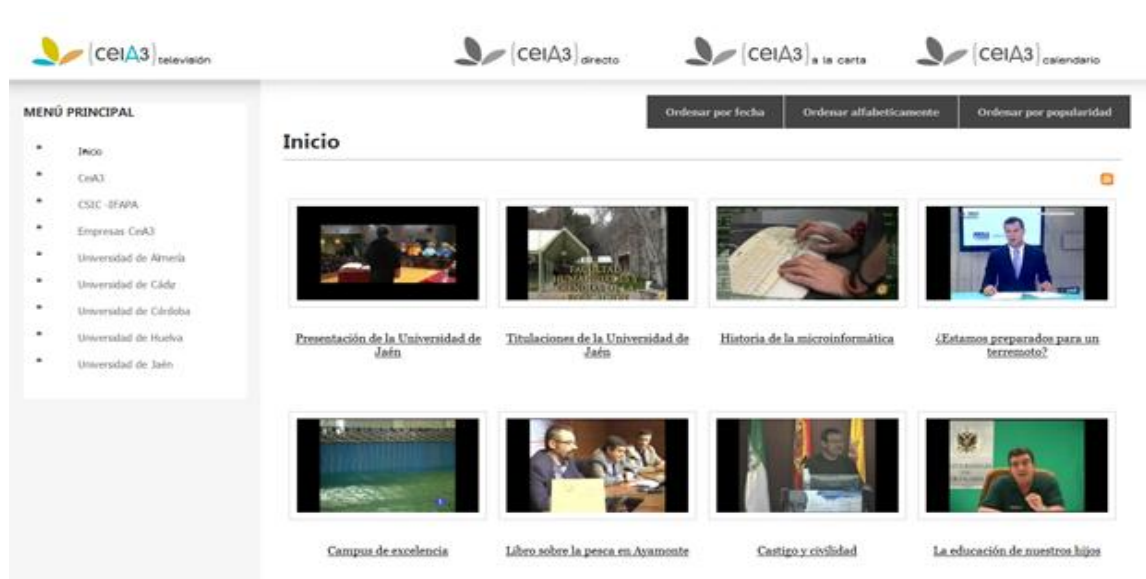 (ceiA3) televisión
(ceiA3) directo
(ceiA3) a la carta
(ceiA3) calendario
MENÚ PRINCIPAL
Inicio
CeiA3
CSIC -IFAPA
Empresas CeiA3
Universidad de Almería
Universidad de Cádiz
Universidad de Córdoba
Universidad de Huelva
Universidad de Jaén
Ordenar por fecha
Ordenar alfabeticamente
Ordenar por popularidad
Inicio
FACULTAD
Presentación de la Universidad de
Jaén
Titulaciones de la Universidad de
Jaén
Historia de la microinformática
¿Estamos preparados para un
terremoto?
Campus de excelencia
Libro sobre la pesca en Ayamonte
Castigo y civilidad
La educación de nuestros hijos